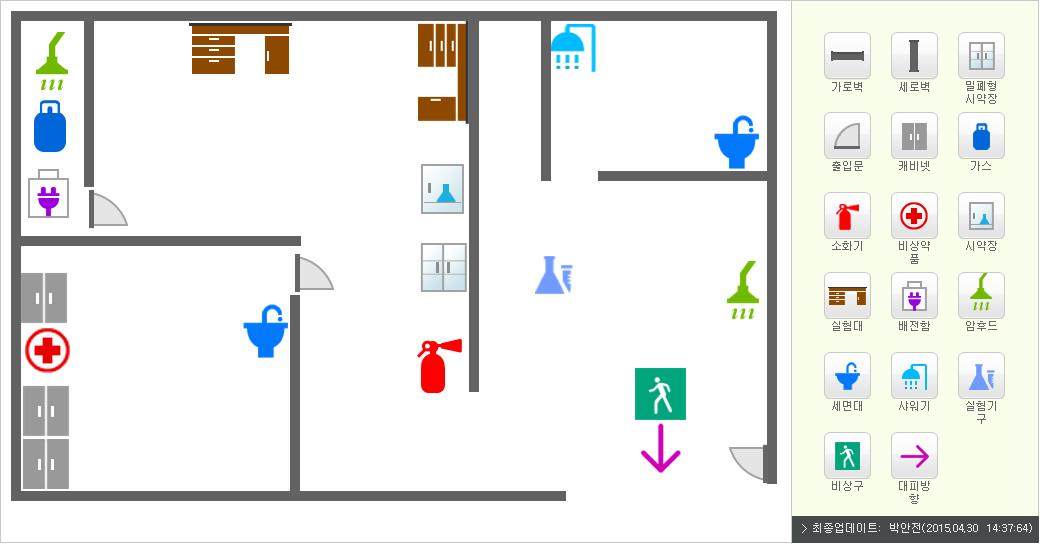 가로벽 세로벽 밀폐형
시약장
출입문 캐비넷 가스
소화기 비상약
품 시약장
실험대 배전함 암후드
세면대 샤워기 실험기
구
비상구 대피방
향
> 최종업데이트: 박안전(2015.04.30 14:37:64)